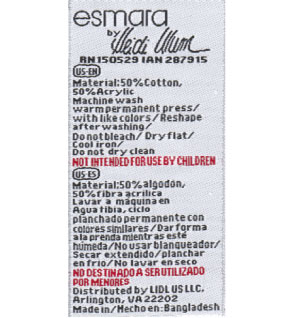 esmara
by Heidi Klum
RN150529 IAN 287915
US-EN
Material:50%Cotton,
50%Acrylic
Machine wash
warm permanent press/
with like colors/Reshape
after washing/
Do not bleach/Dry flat/
Cool iron/
Do not dry clean
NOT INTENDED FOR USE BY CHILDREN
US-ES
Material:50%algodón,
50%fibra acrílica
Lavar a máquina en
Agua tibia, ciclo
planchado permanente con
colores similares/Dar forma
a la prenda mientras esté
húmeda/No usar blanqueador/
Secar extendido/planchar
en frío/No lavar en seco
NO DESTINADO A SER UTILIZADO
POR MENORES
Distributed by LIDL US LLC.
Arlington, VA 22202
Made in/Hecho en:Bangladesh